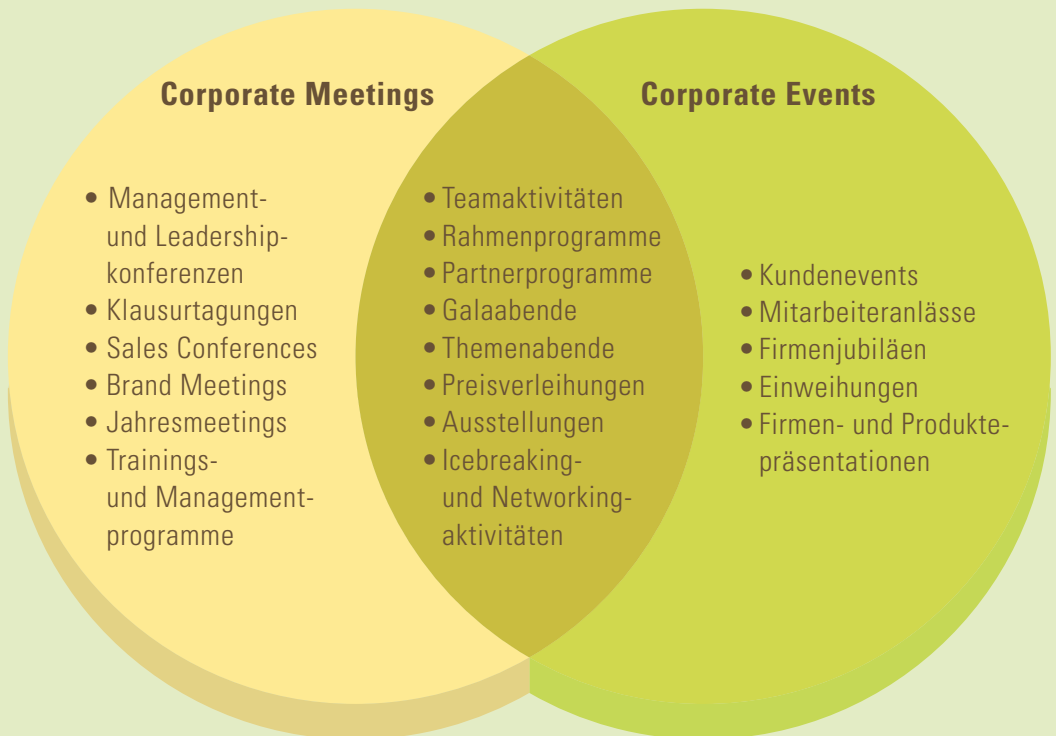 Corporate Meetings
• Management-
und Leadership-
konferenzen
• Klausurtagungen
• Sales Conferences
• Brand Meetings
• Jahresmeetings
• Trainings-
und Management-
programme
• Teamaktivitäten
• Rahmenprogramme
• Partnerprogramme
• Galaabende
• Themenabende
• Preisverleihungen
• Ausstellungen
• Icebreaking-
und Networking-
aktivitäten
Corporate Events
• Kundenevents
• Mitarbeiteranlässe
• Firmenjubiläen
• Einweihungen
• Firmen- und Produkte-
präsentationen